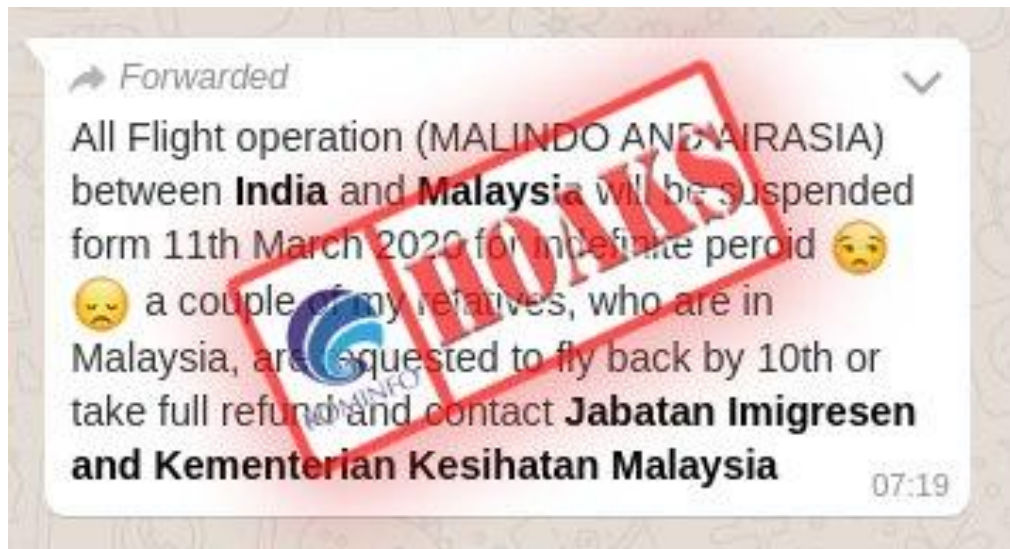 Forwarded
All Flight operation (MALINDO AND AIRASIA)
between India and Malaysia will be suspended
form 11th March 2020 for indefinite peroid 😒
😞 a couple of my relatives, who are in
Malaysia, are requested to fly back by 10th or
take full refund and contact Jabatan Imigresen
and Kementerian Kesihatan Malaysia
07:19
HOAKS
KOMINFO